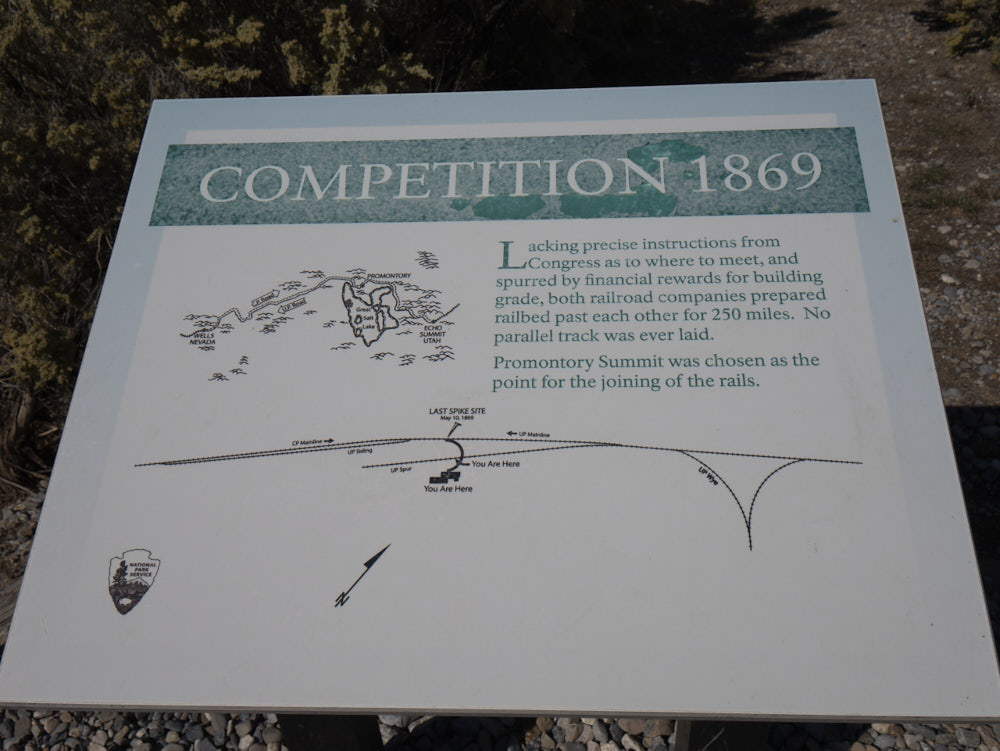 COMPETITION 1869
Lacking precise instructions from
Congress as to where to meet, and
spurred by financial rewards for building
grade, both railroad companies prepared
railbed past each other for 250 miles. No
parallel track was ever laid.
Promontory Summit was chosen as the
point for the joining of the rails.
PROMONTORY
U.P. Road
Great
Salt
Lake
WELLS
NEVADA
ECHO
SUMMIT
UTAH
LAST SPIKE SITE
May 10, 1869
CP Mainline
UP Mainline
UP Siding
UP Spur
You Are Here
You Are Here
UP Wye
NATIONAL
PARK
SERVICE
N